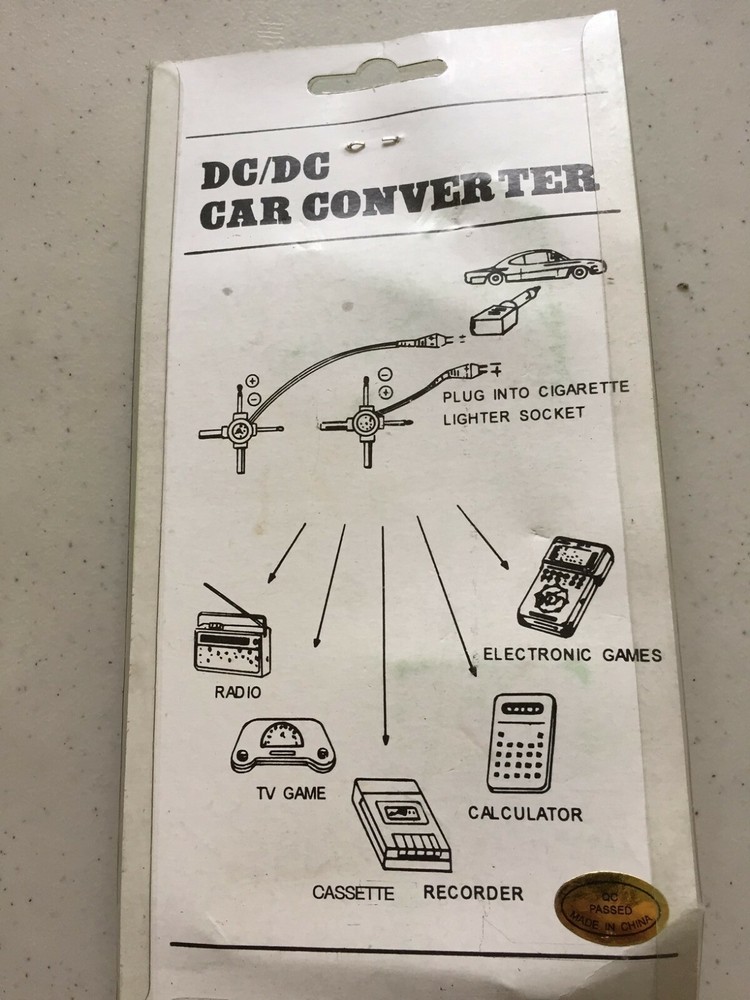 DC/DC
CAR CONVERTER
PLUG INTO CIGARETTE
LIGHTER SOCKET
RADIO
ELECTRONIC GAMES
TV GAME
CALCULATOR
CASSETTE RECORDER
QC
PASSED
MADE IN CHINA